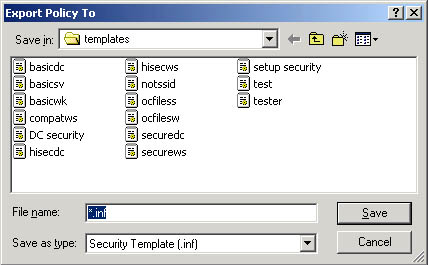 Export Policy To
Save in: templates
basicdc hisecws setup security
basicsv notssid test
basicwk ocfiless tester
compatws ocfilesw
DC security securedc
hisecdc securews
File name: *.inf Save
Save as type: Security Template (.inf) Cancel